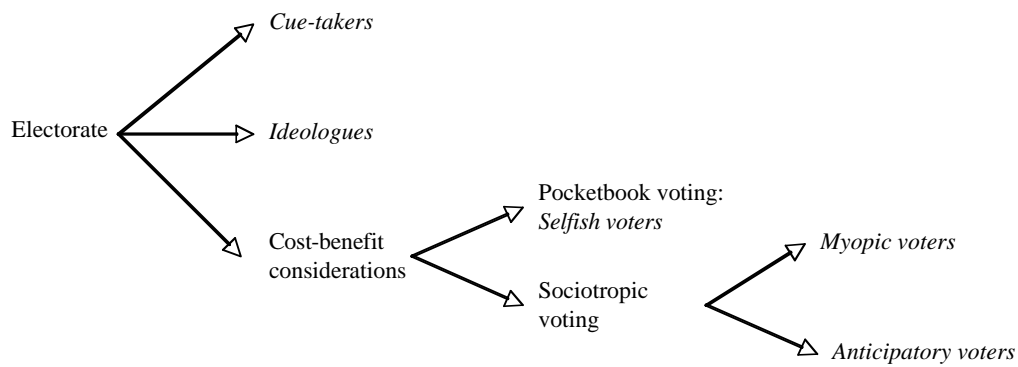 Cue-takers
Electorate
Ideologues
Cost-benefit
considerations
Pocketbook voting:
Selfish voters
Sociotropic
voting
Myopic voters
Anticipatory voters